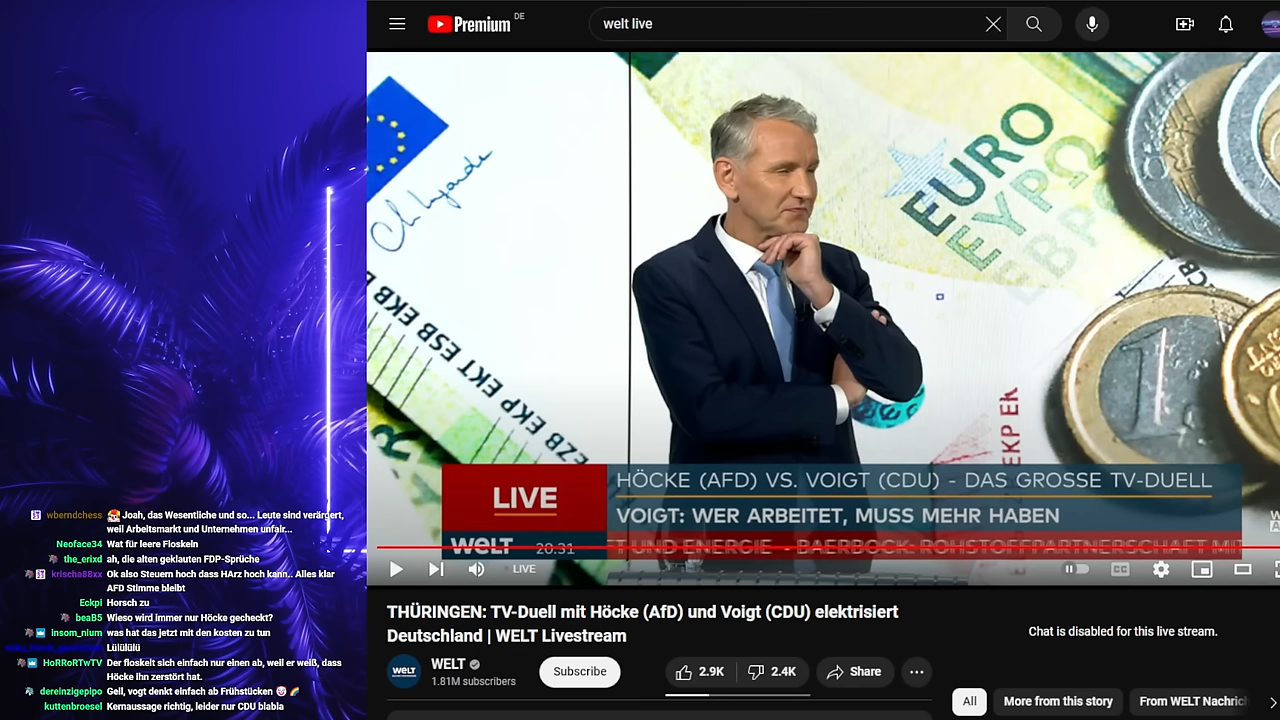 Premium DE
welt live
EURO
ΕΥΡΩ
EZB EKP EKT ESB EKB
EKP EK
HÖCKE (AFD) VS. VOIGT (CDU) - DAS GROSSE TV-DUELL
LIVE
VOIGT: WER ARBEITET, MUSS MEHR HABEN
WELT 20:31
T UND ENERGIE - BAERBOCK: ROHSTOFFPARTNERSCHAFT MI
LIVE
CC
THÜRINGEN: TV-Duell mit Höcke (AfD) und Voigt (CDU) elektrisiert
Deutschland | WELT Livestream
Chat is disabled for this live stream.
welt
WELT
1.81M subscribers
Subscribe
2.9K
2.4K
Share
All
More from this story
From WELT Nachric
wberndchess Joah, das Wesentliche und so... Leute sind verärgert,
weil Arbeitsmarkt und Unternehmen unfair...
Neoface34 Wat für leere Floskeln
the_erixd ah, die alten geklauten FDP-Sprüche
krischa86xx Ok also Steuern hoch dass HArz hoch kann.. Alles klar
AFD Stimme bleibt
Eckpi Horsch zu
beaB5 Wieso wird immer nur Höcke gecheckt?
insom_nium was hat das jetzt mit den kosten zu tun
Lülülülü
HoRRoRTwTV Der floskelt sich einfach nur einen ab, weil er weiß, dass
Höcke ihn zerstört hat.
dereinzigepipo Geil, vogt denkt einfach ab Frühstücken
kuttenbroesel Kernaussage richtig, leider nur CDU blabla